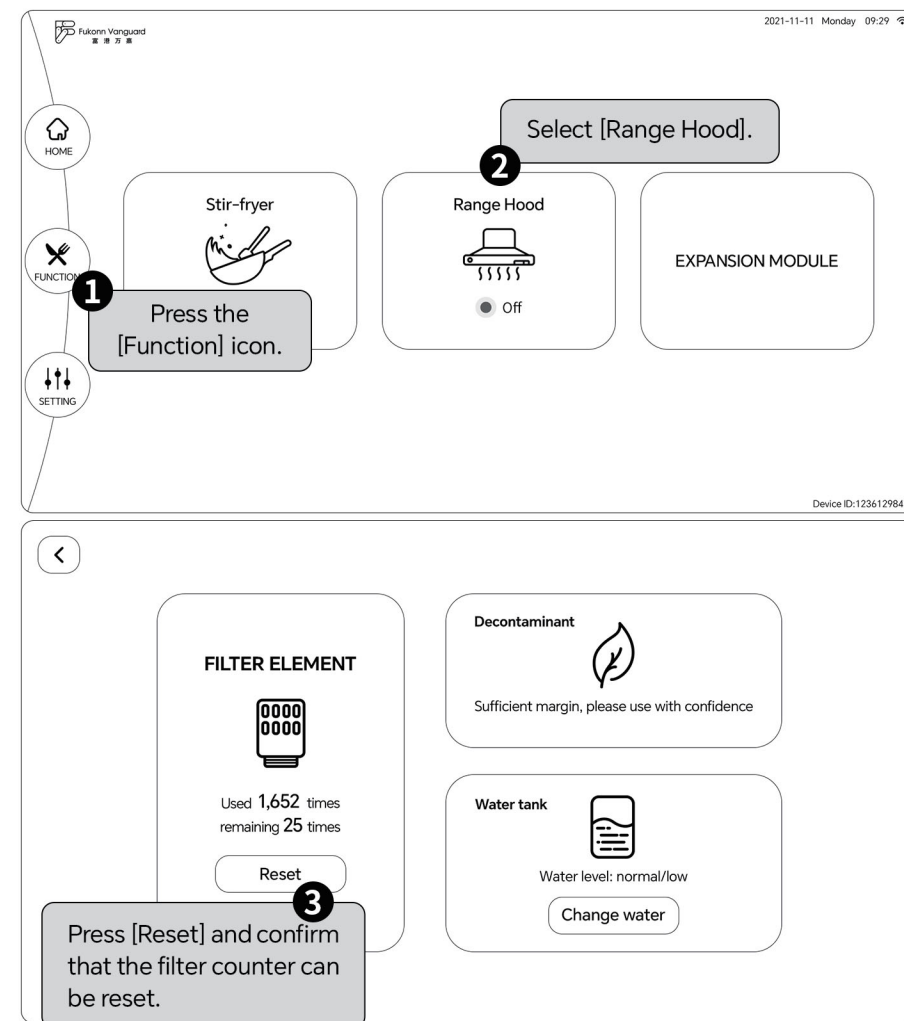 Fukonn Vanguard
富港万嘉
2021-11-11 Monday 09:29
HOME
FUNCTION
SETTING
Select [Range Hood].
2
Stir-fryer
Range Hood
Off
EXPANSION MODULE
1
Press the
[Function] icon.
Device ID:123612984
FILTER ELEMENT
0000
0000
Used 1,652 times
remaining 25 times
Reset
3
Press [Reset] and confirm
that the filter counter can
be reset.
Decontaminant
Sufficient margin, please use with confidence
Water tank
Water level: normal/low
Change water